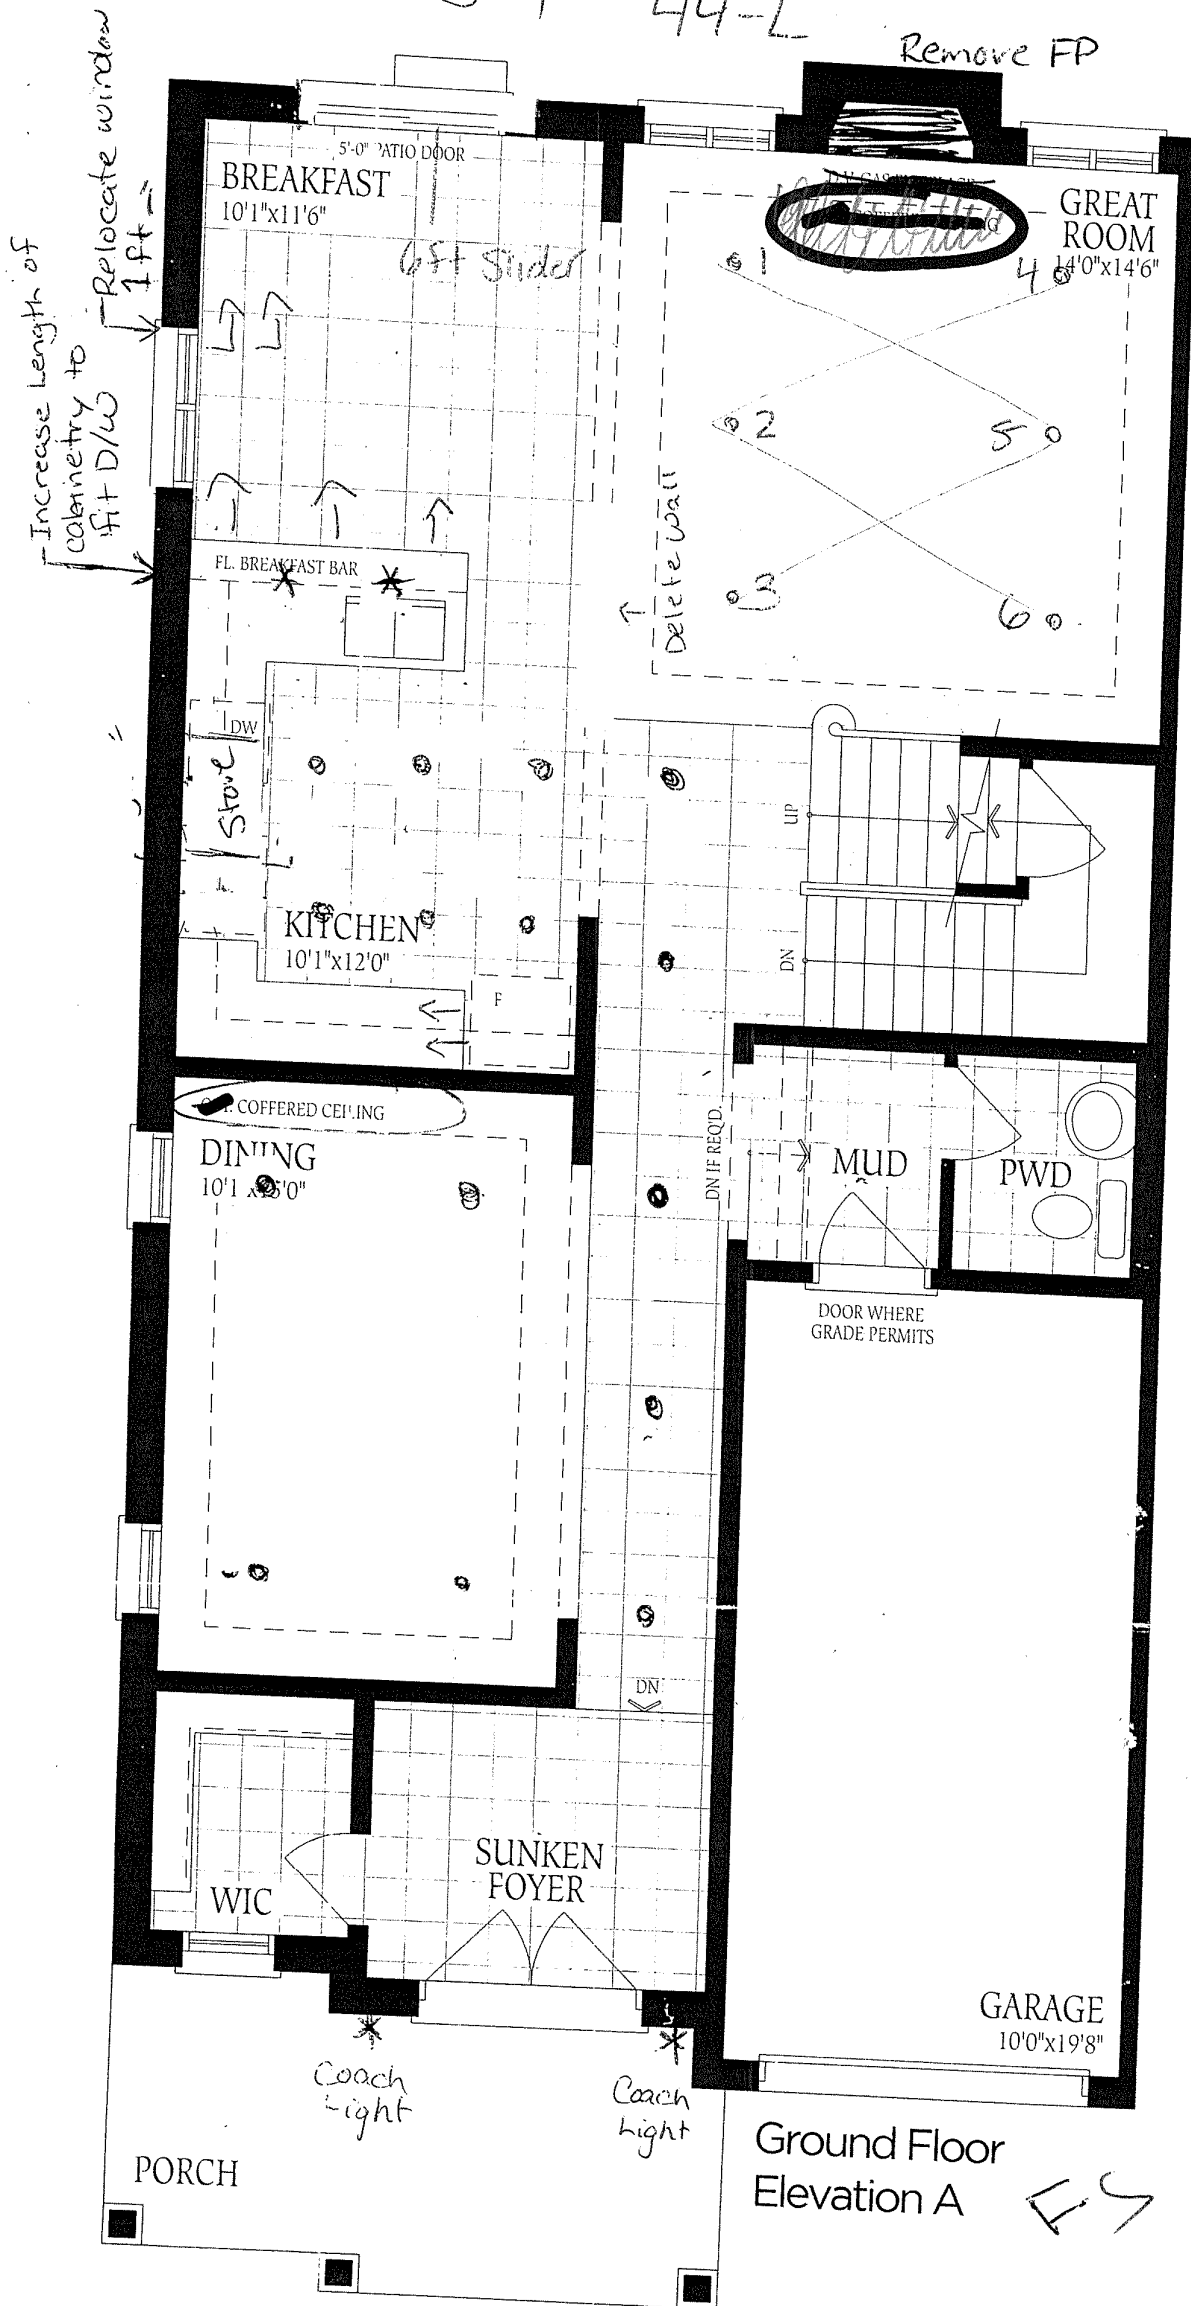 44-L
Remove FP
Relocate window
1 ft
Increase Length of
cabinetry to
fit D/W
5'-0" PATIO DOOR
BREAKFAST
10'1"x11'6"
6ft Slider
GREAT
ROOM
14'0"x14'6"
1
4
2
5
3
6
Delete wall
FL. BREAKFAST BAR
DW
Stove
UP
KITCHEN
10'1"x12'0"
DN
F
COFFERED CEILING
DINING
DN IF REQ'D.
MUD
PWD
DOOR WHERE
GRADE PERMITS
DN
SUNKEN
FOYER
WIC
GARAGE
10'0"x19'8"
Coach
Light
Coach
Light
PORCH
Ground Floor
Elevation A